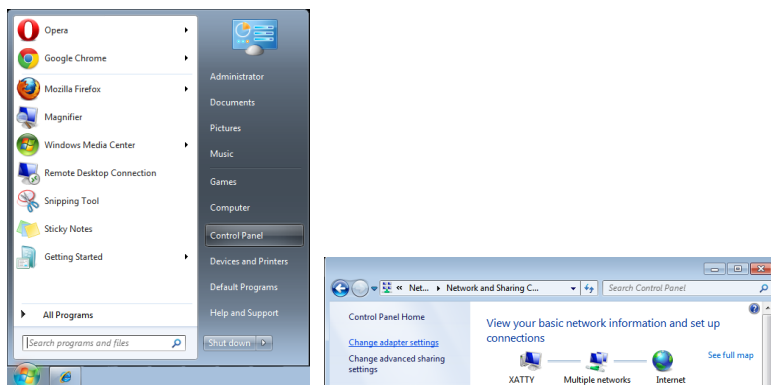 Opera
Google Chrome
Mozilla Firefox
Magnifier
Windows Media Center
Remote Desktop Connection
Snipping Tool
Sticky Notes
Getting Started
All Programs
Search programs and files
Administrator
Documents
Pictures
Music
Games
Computer
Control Panel
Devices and Printers
Default Programs
Help and Support
Shut down
« Net... Network and Sharing C...
Search Control Panel
Control Panel Home
Change adapter settings
Change advanced sharing
settings
View your basic network information and set up
connections
See full map
XATTY Multiple networks Internet